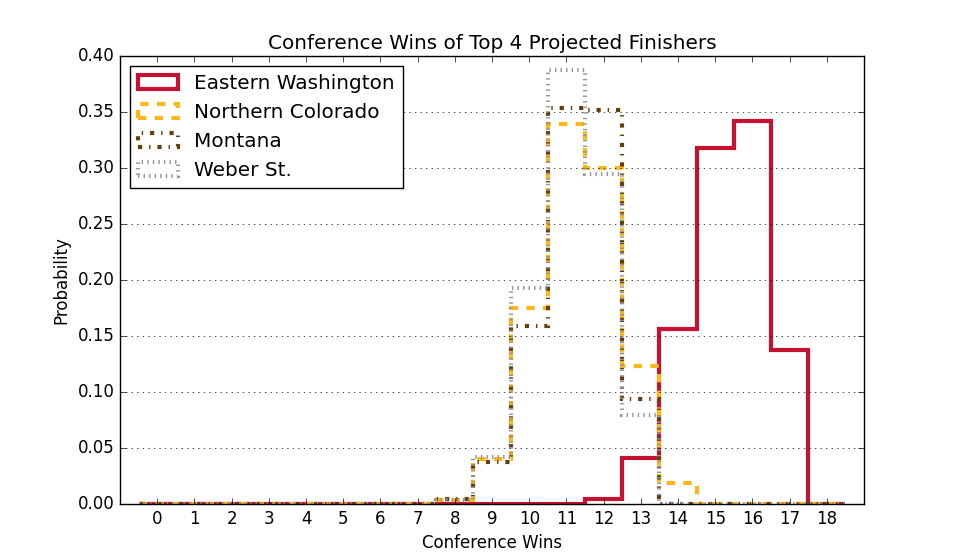 Conference Wins of Top 4 Projected Finishers
0.40
0.35
0.30
0.25
0.20
0.15
0.10
0.05
0.00
Probability
Eastern Washington
Northern Colorado
Montana
Weber St.
0 1 2 3 4 5 6 7 8 9 10 11 12 13 14 15 16 17 18
Conference Wins